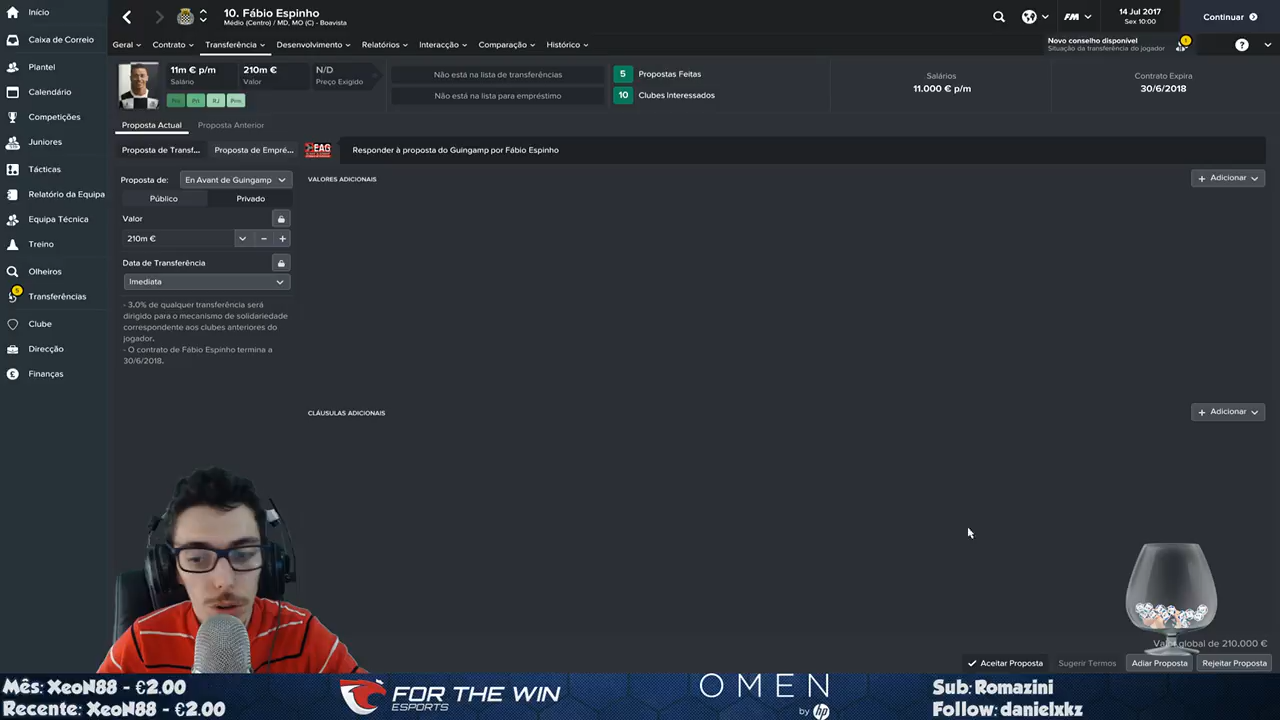 Início
Caixa de Correio
Plantel
Calendário
Competições
Juniores
Tácticas
Relatório da Equipa
Equipa Técnica
Treino
Olheiros
5
Transferências
Clube
Direcção
Finanças
10. Fábio Espinho
Médio (Centro) / MD, MO (C) - Boavista
FM
14 Jul 2017
Sex 10:00
Continuar
Geral
Contrato
Transferência
Desenvolvimento
Relatórios
Interacção
Comparação
Histórico
Novo conselho disponível
Situação da transferência do jogador
11m € p/m
Salário
210m €
Valor
N/D
Preço Exigido
Não está na lista de transferências
Não está na lista para empréstimo
5 Propostas Feitas
10 Clubes Interessados
Salários
11.000 € p/m
Contrato Expira
30/6/2018
Proposta Actual
Proposta Anterior
Proposta de Transf...
Proposta de Empré...
EAG
Responder à proposta do Guingamp por Fábio Espinho
Proposta de:
En Avant de Guingamp
Público
Privado
Valor
210m €
Data de Transferência
Imediata
- 3.0% de qualquer transferência será
dirigido para o mecanismo de solidariedade
correspondente aos clubes anteriores do
jogador.
- O contrato de Fábio Espinho termina a
30/6/2018.
VALORES ADICIONAIS
Adicionar
CLÁUSULAS ADICIONAIS
Adicionar
Valor global de 210.000 €
Aceitar Proposta
Sugerir Termos
Adiar Proposta
Rejeitar Proposta
Mês: XeoN88 - €2.00
Recente: XeoN88 - €2.00
FOR THE WIN
ESPORTS
OMEN
by hp
Sub: Romazini
Follow: danielxkz